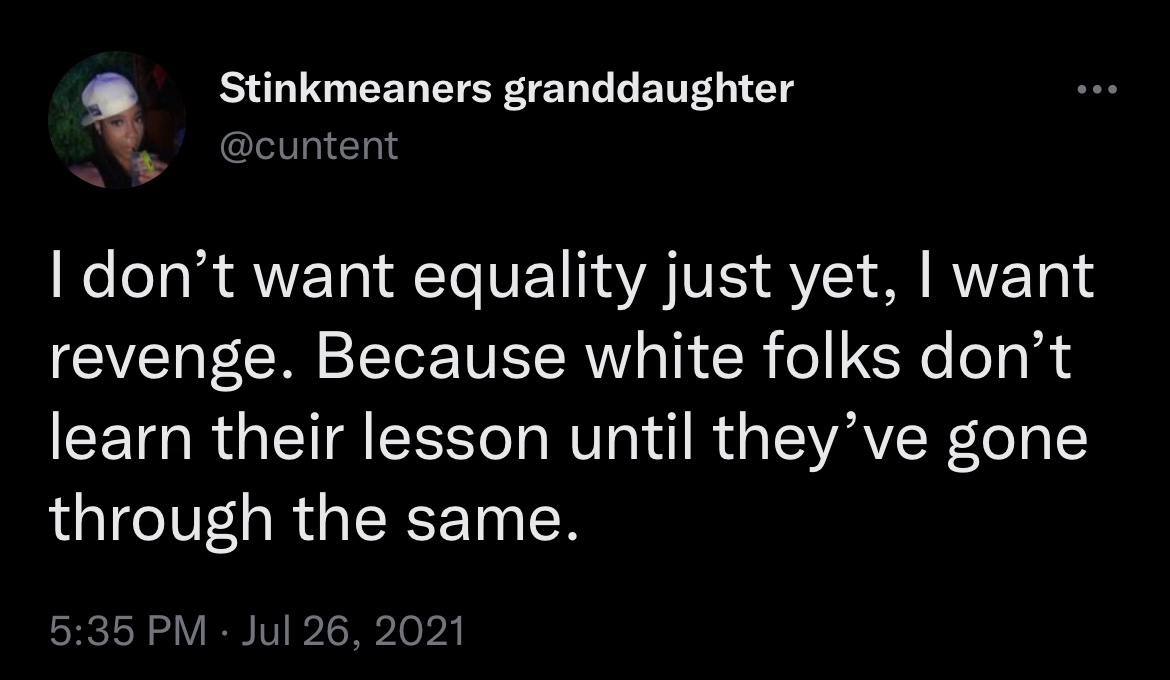 Stinkmeaners granddaughter
@cuntent
I don’t want equality just yet, I want
revenge. Because white folks don’t
learn their lesson until they’ve gone
through the same.
5:35 PM · Jul 26, 2021